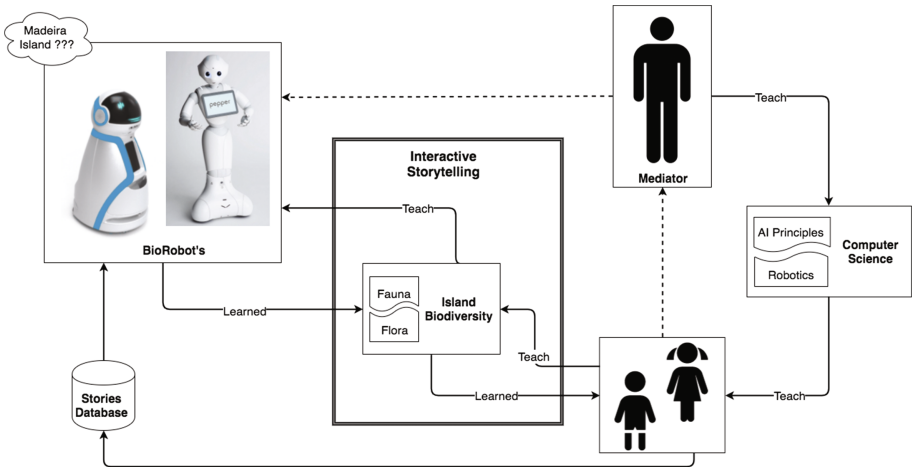 Madeira
Island ???
pepper
BioRobot's
Interactive
Storytelling
Mediator
Teach
AI Principles
Robotics
Computer
Science
Teach
Fauna
Flora
Island
Biodiversity
Learned
Teach
Learned
Teach
Stories
Database